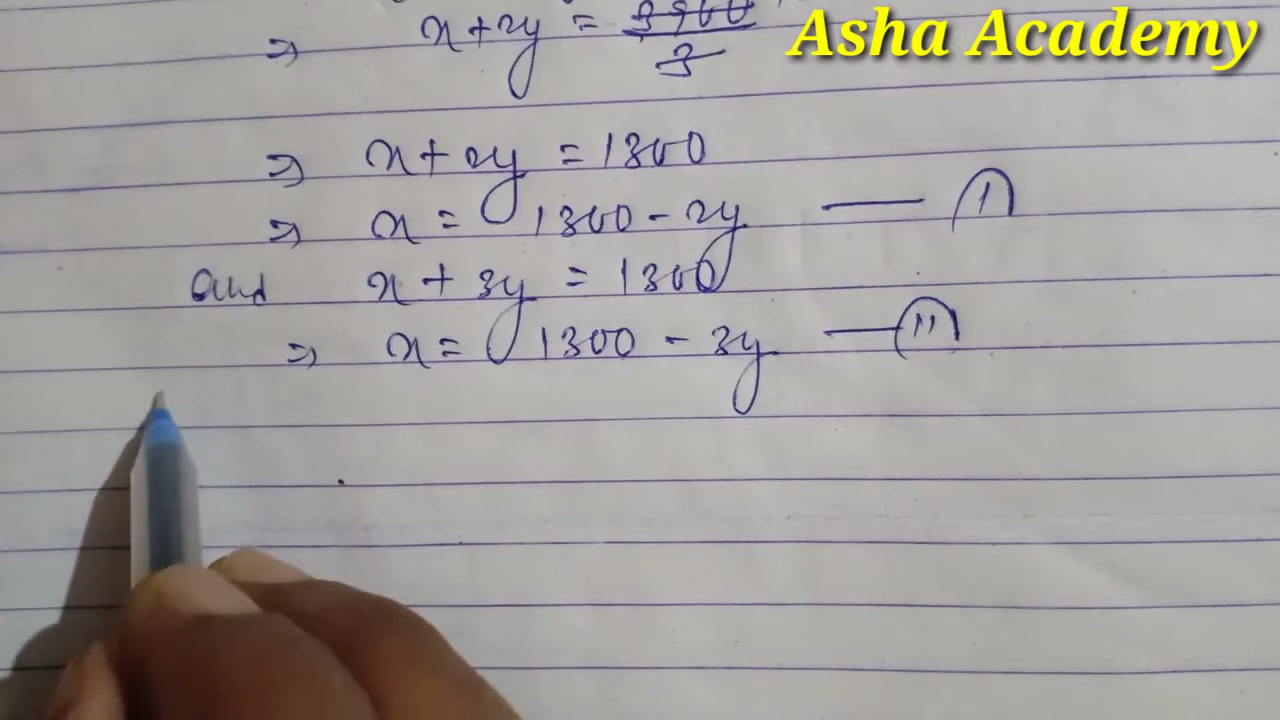 ⇒ x+2y = 3900/3
Asha Academy
⇒ x+2y = 1300
⇒ x = 1300 - 2y — I
and x + 3y = 1300
⇒ x = 1300 - 3y — II